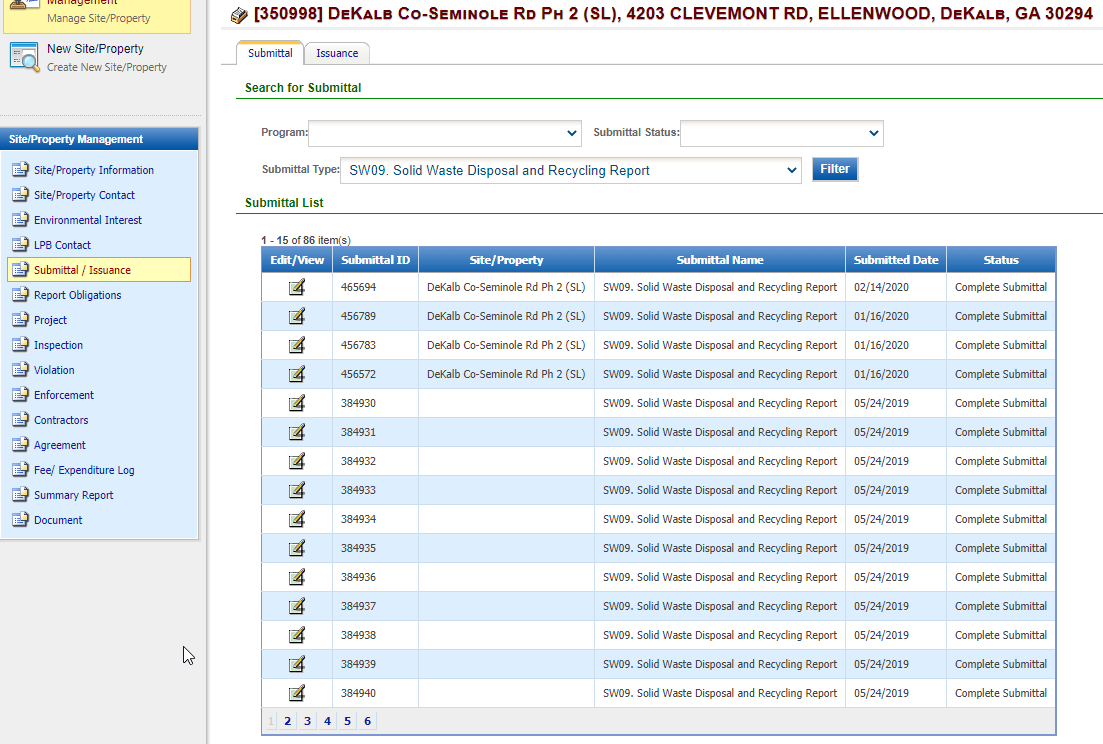 Management
Manage Site/Property
New Site/Property
Create New Site/Property
Site/Property Management
Site/Property Information
Site/Property Contact
Environmental Interest
LPB Contact
Submittal / Issuance
Report Obligations
Project
Inspection
Violation
Enforcement
Contractors
Agreement
Fee/ Expenditure Log
Summary Report
Document
[350998] DeKalb Co-Seminole Rd Ph 2 (SL), 4203 CLEVEMONT RD, ELLENWOOD, DeKalb, GA 30294
Submittal Issuance
Search for Submittal
Program: Submittal Status:
Submittal Type: SW09. Solid Waste Disposal and Recycling Report Filter
Submittal List
1 - 15 of 86 item(s)
Edit/View Submittal ID Site/Property Submittal Name Submitted Date Status
465694 DeKalb Co-Seminole Rd Ph 2 (SL) SW09. Solid Waste Disposal and Recycling Report 02/14/2020 Complete Submittal
456789 DeKalb Co-Seminole Rd Ph 2 (SL) SW09. Solid Waste Disposal and Recycling Report 01/16/2020 Complete Submittal
456783 DeKalb Co-Seminole Rd Ph 2 (SL) SW09. Solid Waste Disposal and Recycling Report 01/16/2020 Complete Submittal
456572 DeKalb Co-Seminole Rd Ph 2 (SL) SW09. Solid Waste Disposal and Recycling Report 01/16/2020 Complete Submittal
384930 SW09. Solid Waste Disposal and Recycling Report 05/24/2019 Complete Submittal
384931 SW09. Solid Waste Disposal and Recycling Report 05/24/2019 Complete Submittal
384932 SW09. Solid Waste Disposal and Recycling Report 05/24/2019 Complete Submittal
384933 SW09. Solid Waste Disposal and Recycling Report 05/24/2019 Complete Submittal
384934 SW09. Solid Waste Disposal and Recycling Report 05/24/2019 Complete Submittal
384935 SW09. Solid Waste Disposal and Recycling Report 05/24/2019 Complete Submittal
384936 SW09. Solid Waste Disposal and Recycling Report 05/24/2019 Complete Submittal
384937 SW09. Solid Waste Disposal and Recycling Report 05/24/2019 Complete Submittal
384938 SW09. Solid Waste Disposal and Recycling Report 05/24/2019 Complete Submittal
384939 SW09. Solid Waste Disposal and Recycling Report 05/24/2019 Complete Submittal
384940 SW09. Solid Waste Disposal and Recycling Report 05/24/2019 Complete Submittal
1 2 3 4 5 6